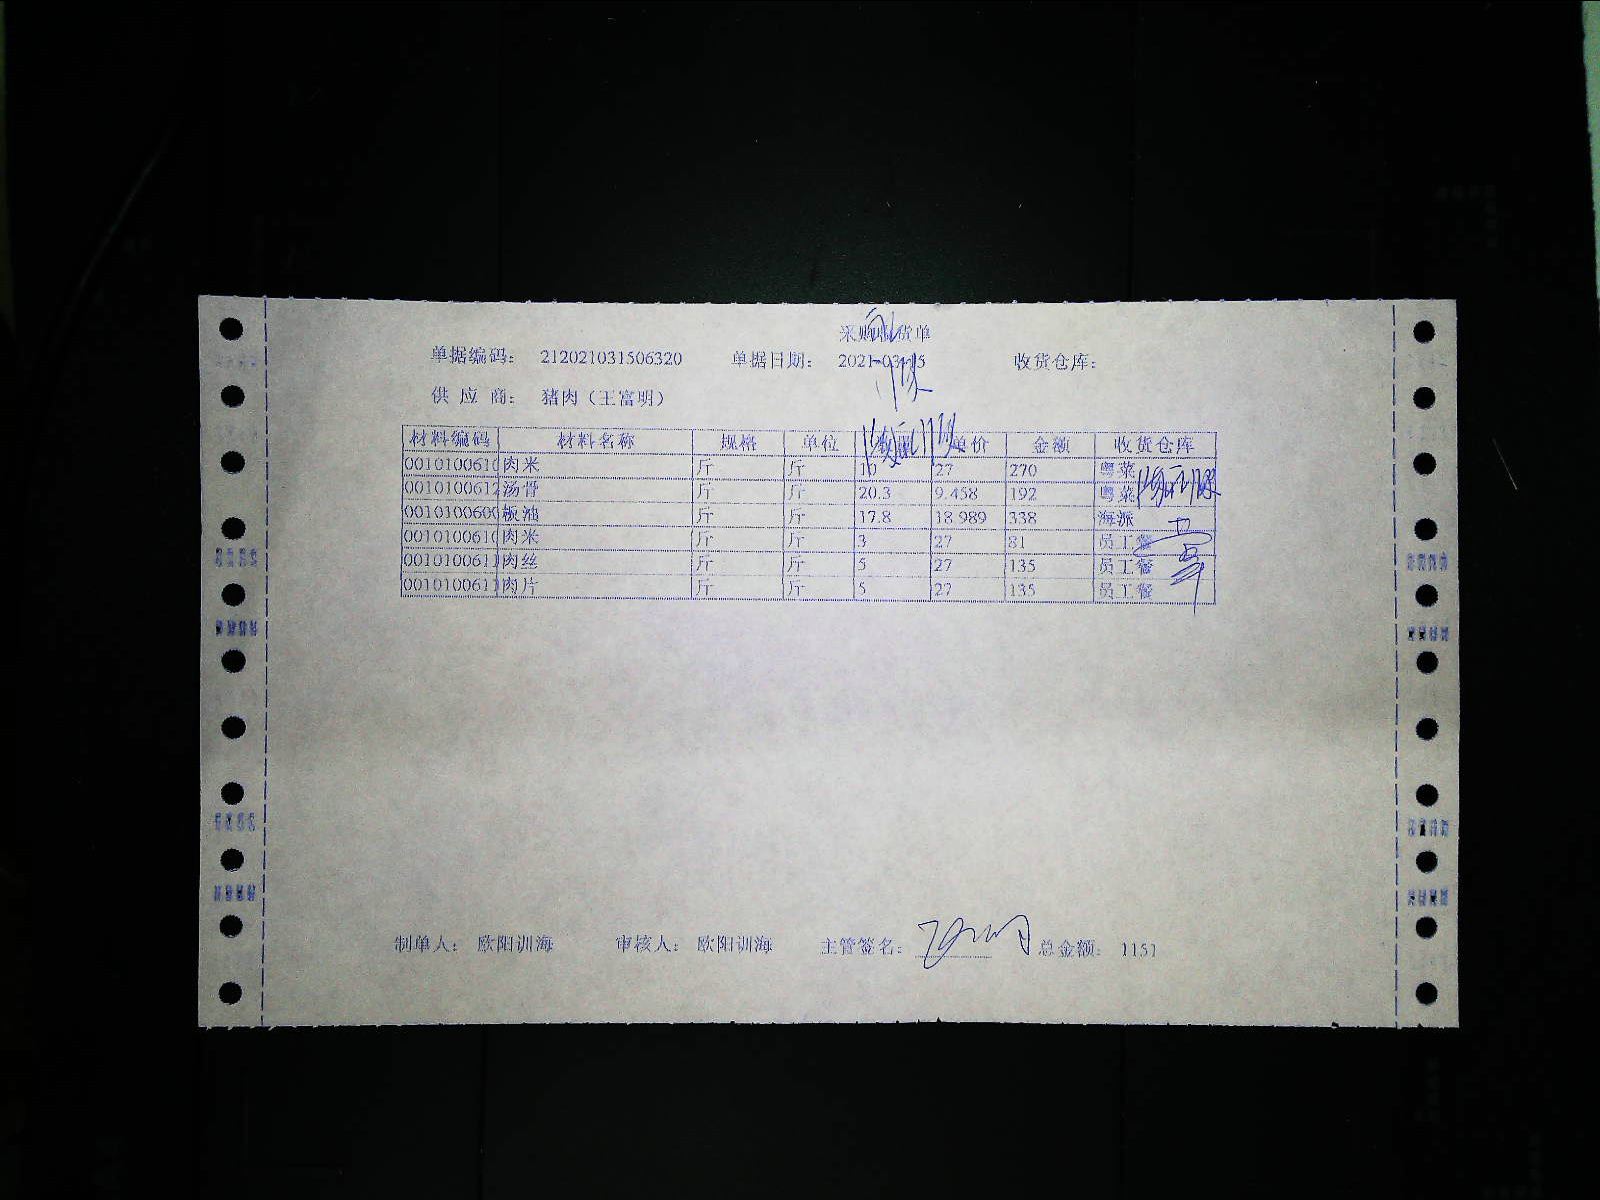 采购收货单
单据编码： 212021031506320 单据日期： 2021-03-15 收货仓库：
供 应 商： 猪肉（王富明）
材料编码 材料名称 规格 单位 数量 单价 金额 收货仓库
0010100610 肉米 斤 斤 10 27 270 粤菜
0010100612 汤骨 斤 斤 20.3 9.458 192 粤菜
0010100600 板油 斤 斤 17.8 18.989 338 海派
0010100610 肉米 斤 斤 3 27 81 员工餐
001010061 肉丝 斤 斤 5 27 135 员工餐
001010061 肉片 斤 斤 5 27 135 员工餐
制单人： 欧阳训海 审核人： 欧阳训海 主管签名： 总金额： 1151